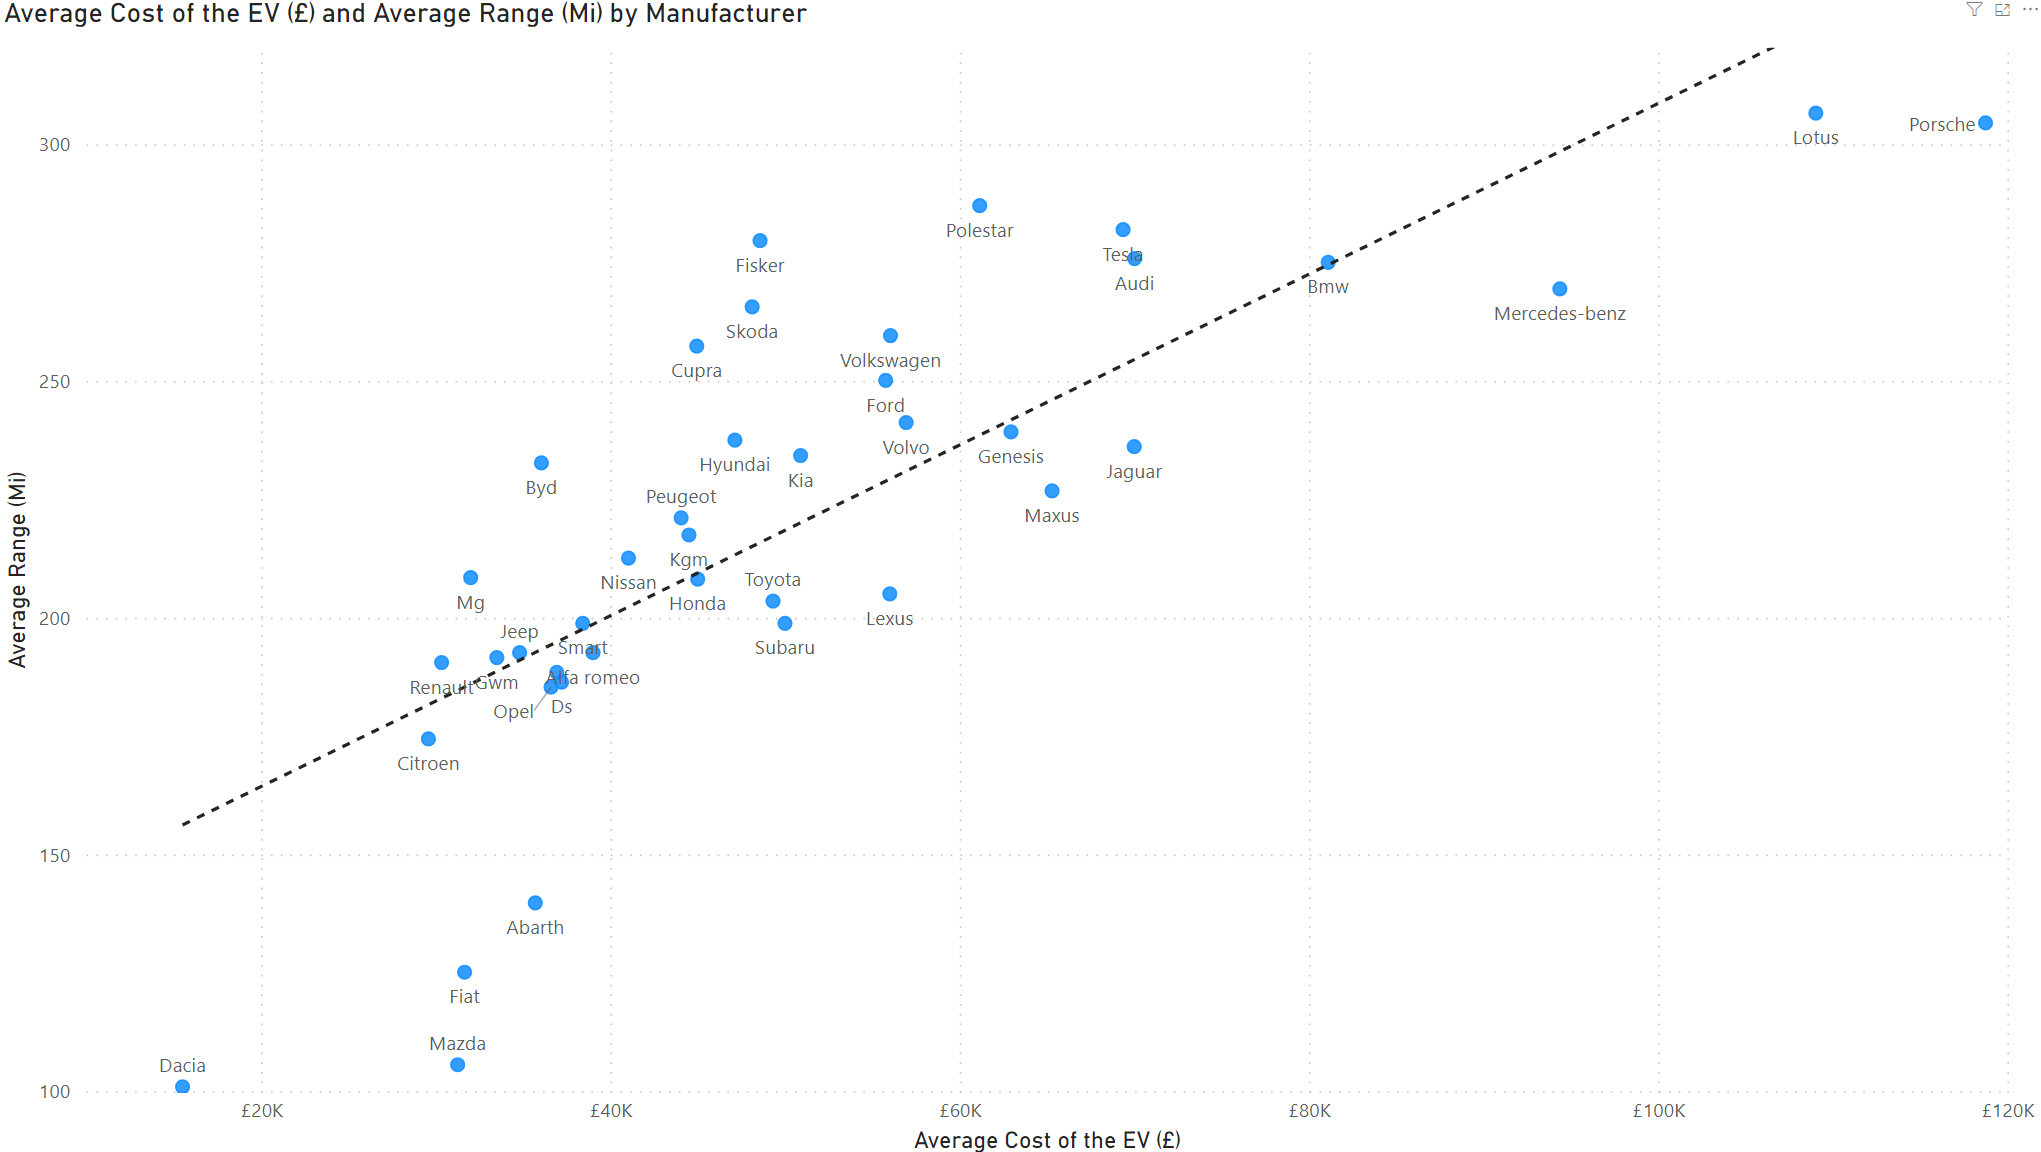 Average Cost of the EV (£) and Average Range (Mi) by Manufacturer
Average Range (Mi)
300
250
200
150
100
Lotus
Porsche
Polestar
Tesla
Audi
Fisker
Bmw
Mercedes-benz
Skoda
Volkswagen
Cupra
Ford
Volvo
Genesis
Hyundai
Jaguar
Kia
Byd
Peugeot
Maxus
Kgm
Nissan
Toyota
Mg
Honda
Lexus
Jeep
Smart
Subaru
Renault
Gwm
Alfa romeo
Opel
Ds
Citroen
Abarth
Fiat
Mazda
Dacia
£20K
£40K
£60K
£80K
£100K
£120K
Average Cost of the EV (£)